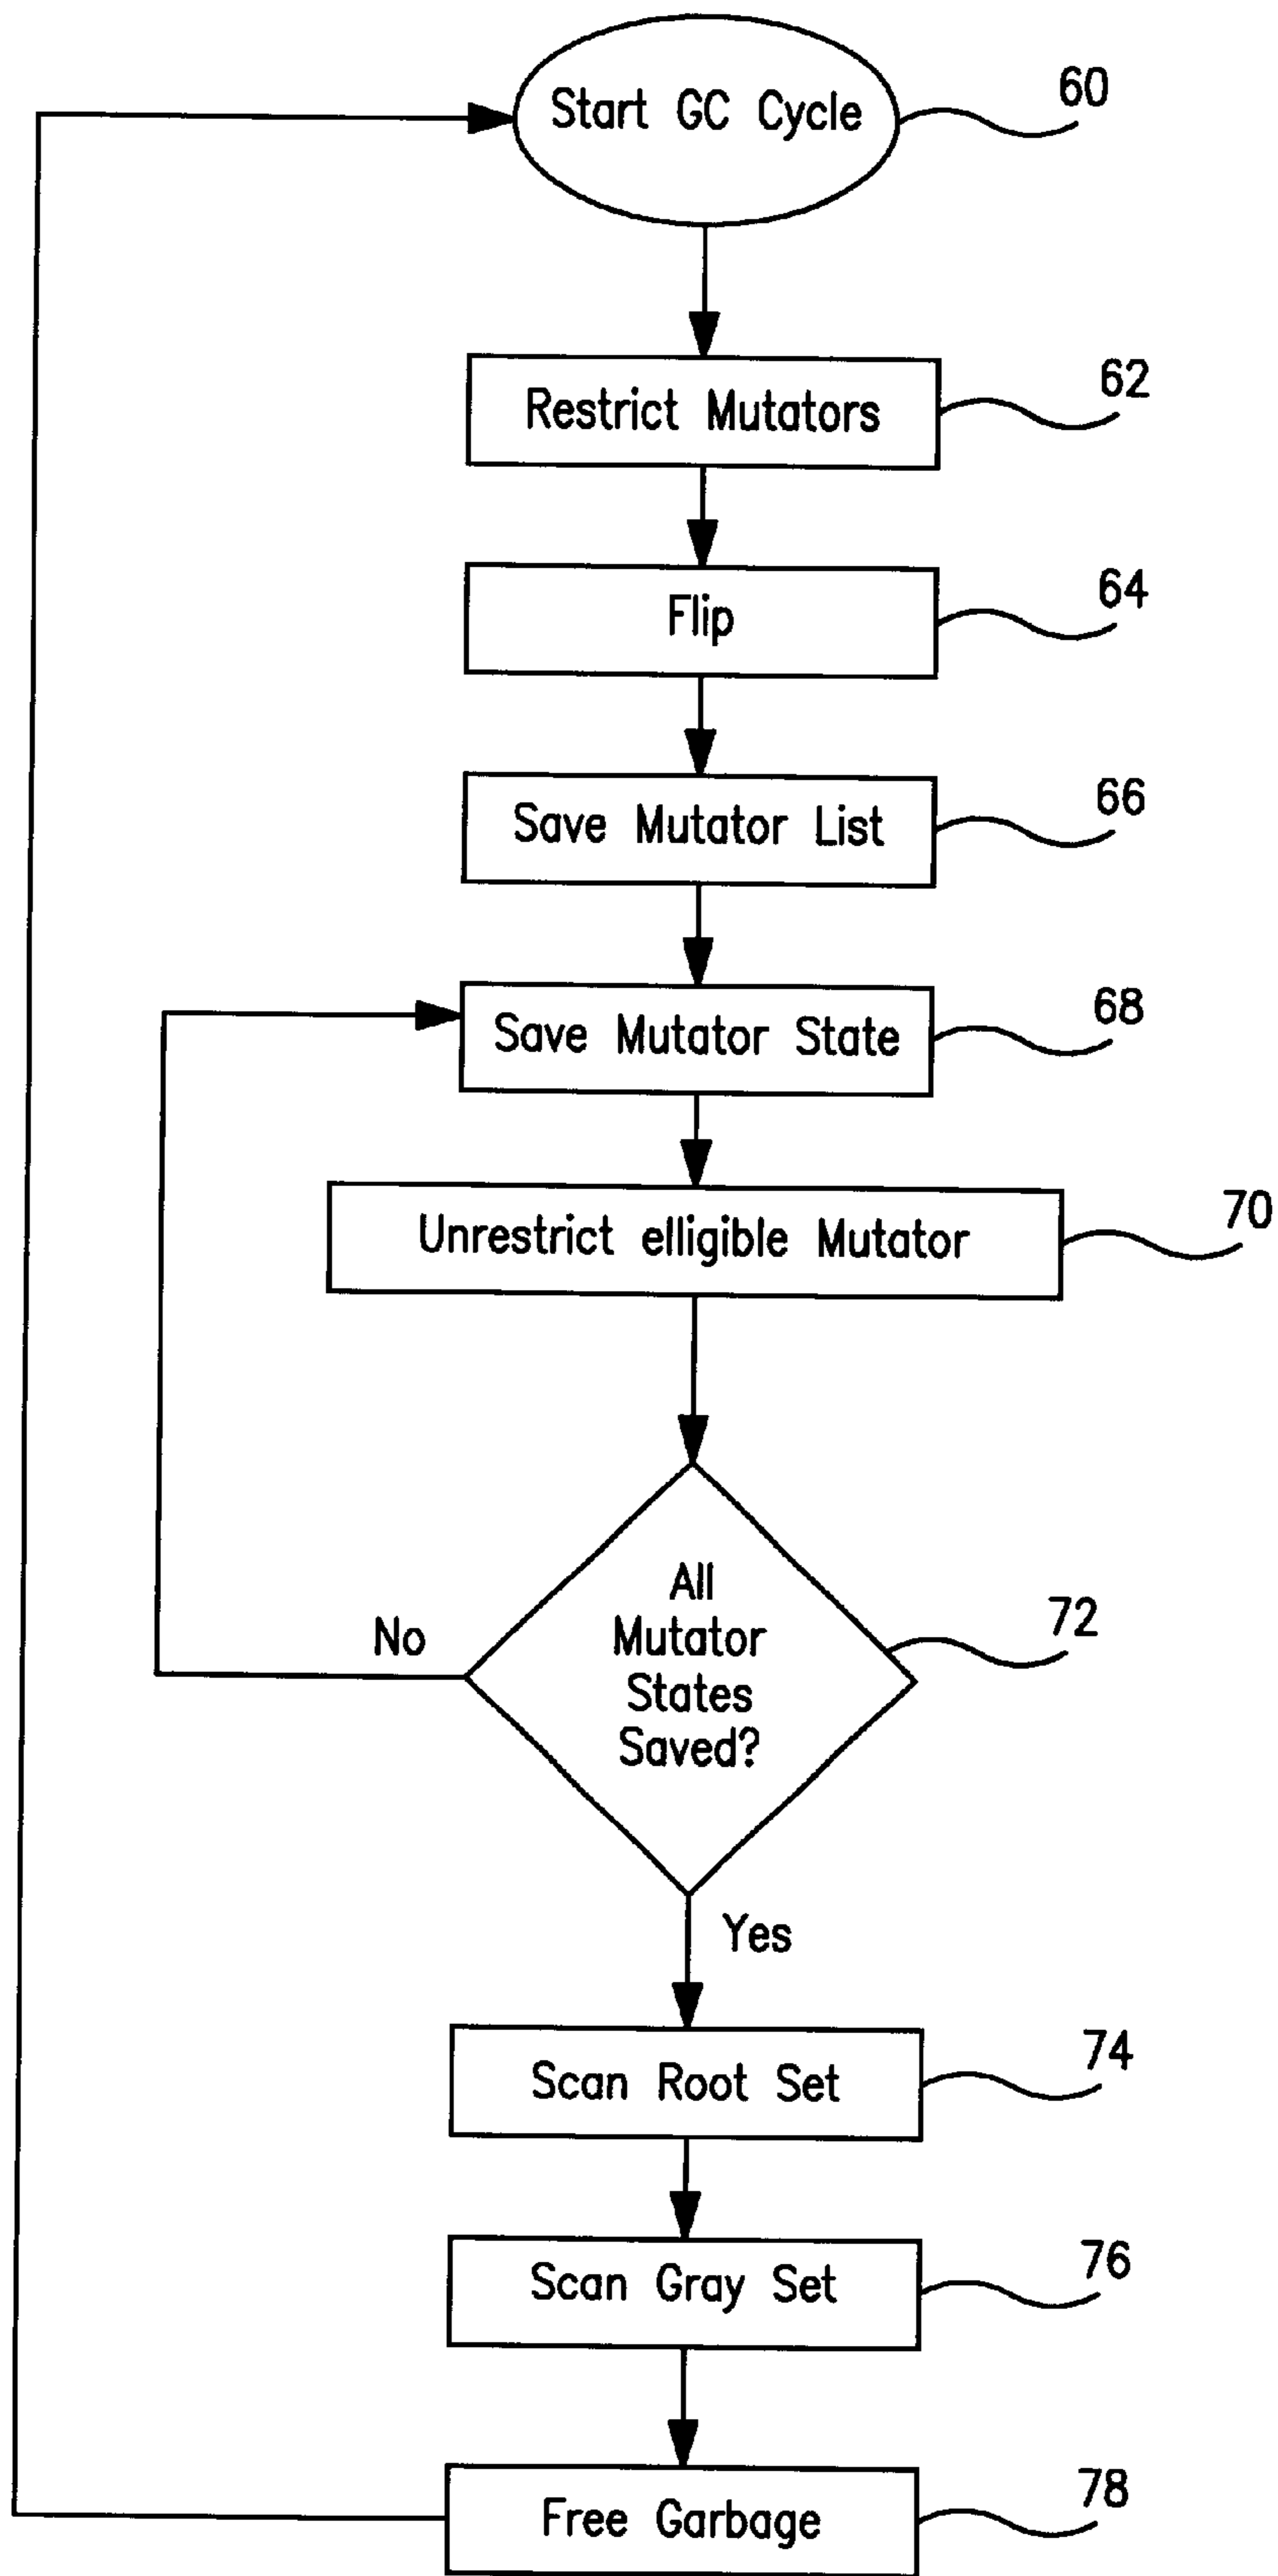 Start GC Cycle
60
Restrict Mutators
62
Flip
64
Save Mutator List
66
Save Mutator State
68
Unrestrict elligible Mutator
70
All
Mutator
States
Saved?
72
No
Yes
Scan Root Set
74
Scan Gray Set
76
Free Garbage
78